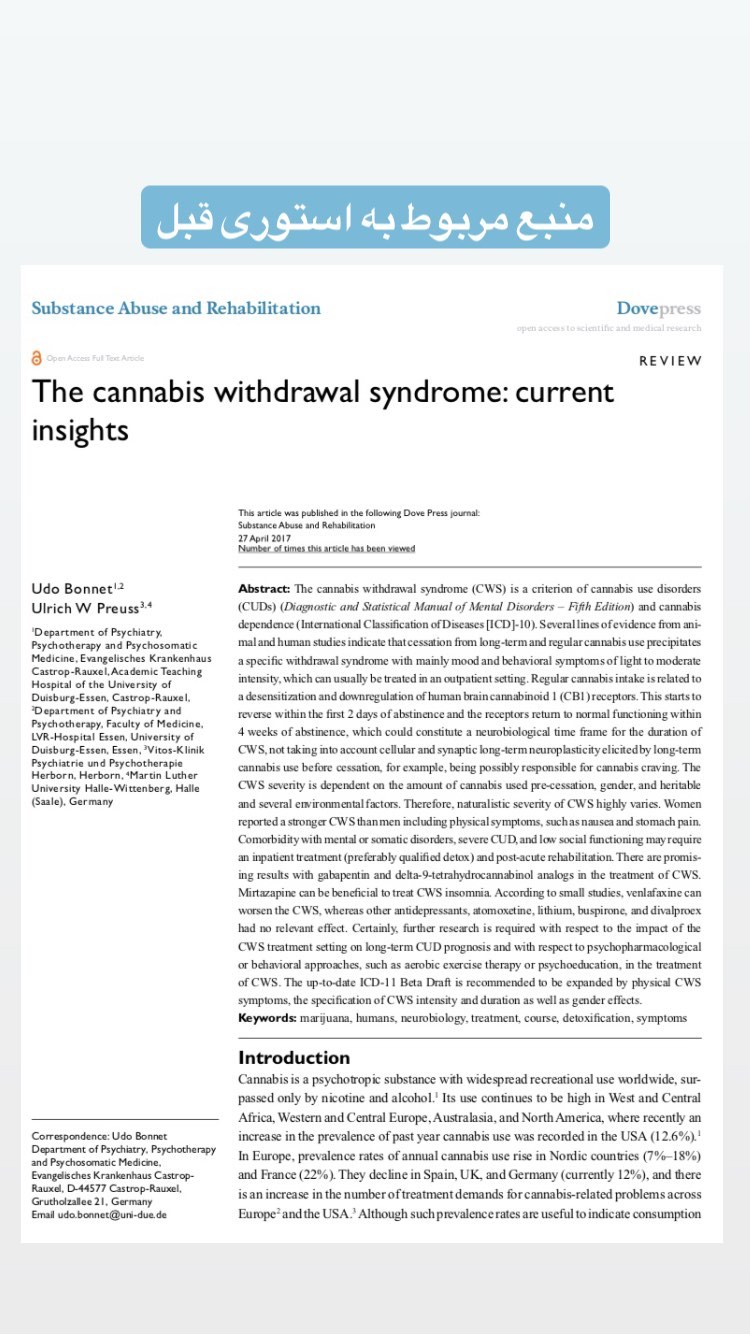 منبع مربوط به استوری قبل
Substance Abuse and Rehabilitation
Dovepress
open access to scientific and medical research
Open Access Full Text Article
REVIEW
The cannabis withdrawal syndrome: current
insights
This article was published in the following Dove Press journal:
Substance Abuse and Rehabilitation
27 April 2017
Number of times this article has been viewed
Udo Bonnet1,2
Ulrich W Preuss3,4
1Department of Psychiatry,
Psychotherapy and Psychosomatic
Medicine, Evangelisches Krankenhaus
Castrop-Rauxel, Academic Teaching
Hospital of the University of
Duisburg-Essen, Castrop-Rauxel,
2Department of Psychiatry and
Psychotherapy, Faculty of Medicine,
LVR-Hospital Essen, University of
Duisburg-Essen, Essen, 3Vitos-Klinik
Psychiatrie und Psychotherapie
Herborn, Herborn, 4Martin Luther
University Halle-Wittenberg, Halle
(Saale), Germany
Abstract: The cannabis withdrawal syndrome (CWS) is a criterion of cannabis use disorders
(CUDs) (Diagnostic and Statistical Manual of Mental Disorders – Fifth Edition) and cannabis
dependence (International Classification of Diseases [ICD]-10). Several lines of evidence from ani-
mal and human studies indicate that cessation from long-term and regular cannabis use precipitates
a specific withdrawal syndrome with mainly mood and behavioral symptoms of light to moderate
intensity, which can usually be treated in an outpatient setting. Regular cannabis intake is related to
a desensitization and downregulation of human brain cannabinoid 1 (CB1) receptors. This starts to
reverse within the first 2 days of abstinence and the receptors return to normal functioning within
4 weeks of abstinence, which could constitute a neurobiological time frame for the duration of
CWS, not taking into account cellular and synaptic long-term neuroplasticity elicited by long-term
cannabis use before cessation, for example, being possibly responsible for cannabis craving. The
CWS severity is dependent on the amount of cannabis used pre-cessation, gender, and heritable
and several environmental factors. Therefore, naturalistic severity of CWS highly varies. Women
reported a stronger CWS than men including physical symptoms, such as nausea and stomach pain.
Comorbidity with mental or somatic disorders, severe CUD, and low social functioning may require
an inpatient treatment (preferably qualified detox) and post-acute rehabilitation. There are promis-
ing results with gabapentin and delta-9-tetrahydrocannabinol analogs in the treatment of CWS.
Mirtazapine can be beneficial to treat CWS insomnia. According to small studies, venlafaxine can
worsen the CWS, whereas other antidepressants, atomoxetine, lithium, buspirone, and divalproex
had no relevant effect. Certainly, further research is required with respect to the impact of the
CWS treatment setting on long-term CUD prognosis and with respect to psychopharmacological
or behavioral approaches, such as aerobic exercise therapy or psychoeducation, in the treatment
of CWS. The up-to-date ICD-11 Beta Draft is recommended to be expanded by physical CWS
symptoms, the specification of CWS intensity and duration as well as gender effects.
Keywords: marijuana, humans, neurobiology, treatment, course, detoxification, symptoms
Introduction
Cannabis is a psychotropic substance with widespread recreational use worldwide, sur-
passed only by nicotine and alcohol.1 Its use continues to be high in West and Central
Africa, Western and Central Europe, Australasia, and North America, where recently an
increase in the prevalence of past year cannabis use was recorded in the USA (12.6%).1
In Europe, prevalence rates of annual cannabis use rise in Nordic countries (7%–18%)
and France (22%). They decline in Spain, UK, and Germany (currently 12%), and there
is an increase in the number of treatment demands for cannabis-related problems across
Europe2 and the USA.3 Although such prevalence rates are useful to indicate consumption
Correspondence: Udo Bonnet
Department of Psychiatry, Psychotherapy
and Psychosomatic Medicine,
Evangelisches Krankenhaus Castrop-
Rauxel, D-44577 Castrop-Rauxel,
Grutholzallee 21, Germany
Email udo.bonnet@uni-due.de